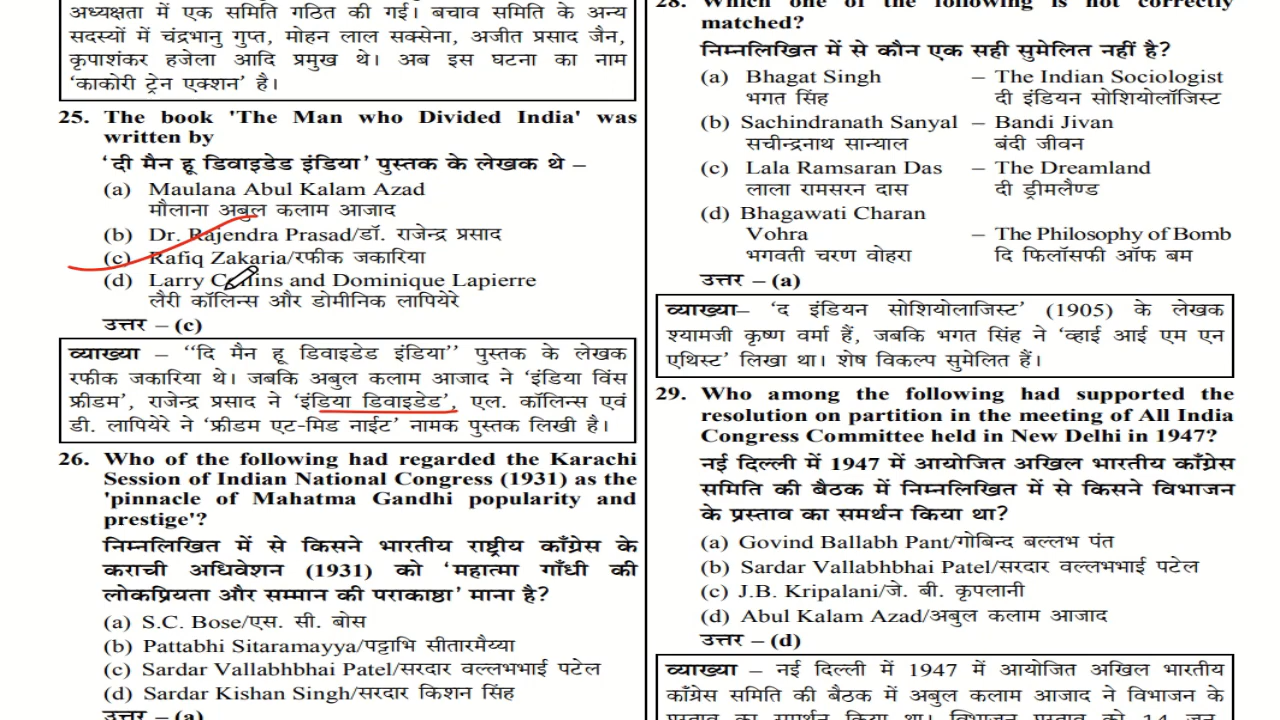 अध्यक्षता में एक समिति गठित की गई। बचाव समिति के अन्य
सदस्यों में चंद्रभानु गुप्त, मोहन लाल सक्सेना, अजीत प्रसाद जैन,
कृपाशंकर हजेला आदि प्रमुख थे। अब इस घटना का नाम
‘काकोरी ट्रेन एक्शन’ है।
25. The book 'The Man who Divided India' was
written by
‘दी मैन हू डिवाइडेड इंडिया’ पुस्तक के लेखक थे –
(a) Maulana Abul Kalam Azad
मौलाना अबुल कलाम आजाद
(b) Dr. Rajendra Prasad/डॉ. राजेन्द्र प्रसाद
(c) Rafiq Zakaria/रफीक जकारिया
(d) Larry Collins and Dominique Lapierre
लैरी कॉलिन्स और डोमीनिक लापियेरे
उत्तर – (c)
व्याख्या – “दि मैन हू डिवाइडेड इंडिया” पुस्तक के लेखक
रफीक जकारिया थे। जबकि अबुल कलाम आजाद ने ‘इंडिया विंस
फ्रीडम’, राजेन्द्र प्रसाद ने ‘इंडिया डिवाइडेड’, एल. कॉलिन्स एवं
डी. लापियेरे ने ‘फ्रीडम एट-मिड नाईट’ नामक पुस्तक लिखी है।
26. Who of the following had regarded the Karachi
Session of Indian National Congress (1931) as the
'pinnacle of Mahatma Gandhi popularity and
prestige'?
निम्नलिखित में से किसने भारतीय राष्ट्रीय काँग्रेस के
कराची अधिवेशन (1931) को ‘महात्मा गाँधी की
लोकप्रियता और सम्मान की पराकाष्ठा’ माना है?
(a) S.C. Bose/एस. सी. बोस
(b) Pattabhi Sitaramayya/पट्टाभि सीतारमैय्या
(c) Sardar Vallabhbhai Patel/सरदार वल्लभभाई पटेल
(d) Sardar Kishan Singh/सरदार किशन सिंह
उत्तर – (a)
28. Which one of the following is not correctly
matched?
निम्नलिखित में से कौन एक सही सुमेलित नहीं है?
(a) Bhagat Singh – The Indian Sociologist
भगत सिंह दी इंडियन सोशियोलॉजिस्ट
(b) Sachindranath Sanyal – Bandi Jivan
सचीन्द्रनाथ सान्याल बंदी जीवन
(c) Lala Ramsaran Das – The Dreamland
लाला रामसरन दास दी ड्रीमलैण्ड
(d) Bhagawati Charan
Vohra – The Philosophy of Bomb
भगवती चरण वोहरा दि फिलॉसफी ऑफ बम
उत्तर – (a)
व्याख्या– ‘द इंडियन सोशियोलाजिस्ट’ (1905) के लेखक
श्यामजी कृष्ण वर्मा हैं, जबकि भगत सिंह ने ‘व्हाई आई एम एन
एथिस्ट’ लिखा था। शेष विकल्प सुमेलित हैं।
29. Who among the following had supported the
resolution on partition in the meeting of All India
Congress Committee held in New Delhi in 1947?
नई दिल्ली में 1947 में आयोजित अखिल भारतीय काँग्रेस
समिति की बैठक में निम्नलिखित में से किसने विभाजन
के प्रस्ताव का समर्थन किया था?
(a) Govind Ballabh Pant/गोबिन्द बल्लभ पंत
(b) Sardar Vallabhbhai Patel/सरदार वल्लभभाई पटेल
(c) J.B. Kripalani/जे. बी. कृपलानी
(d) Abul Kalam Azad/अबुल कलाम आजाद
उत्तर – (d)
व्याख्या – नई दिल्ली में 1947 में आयोजित अखिल भारतीय
काँग्रेस समिति की बैठक में अबुल कलाम आजाद ने विभाजन के
प्रस्ताव का समर्थन किया था। विभाजन प्रस्ताव को 14 जून,